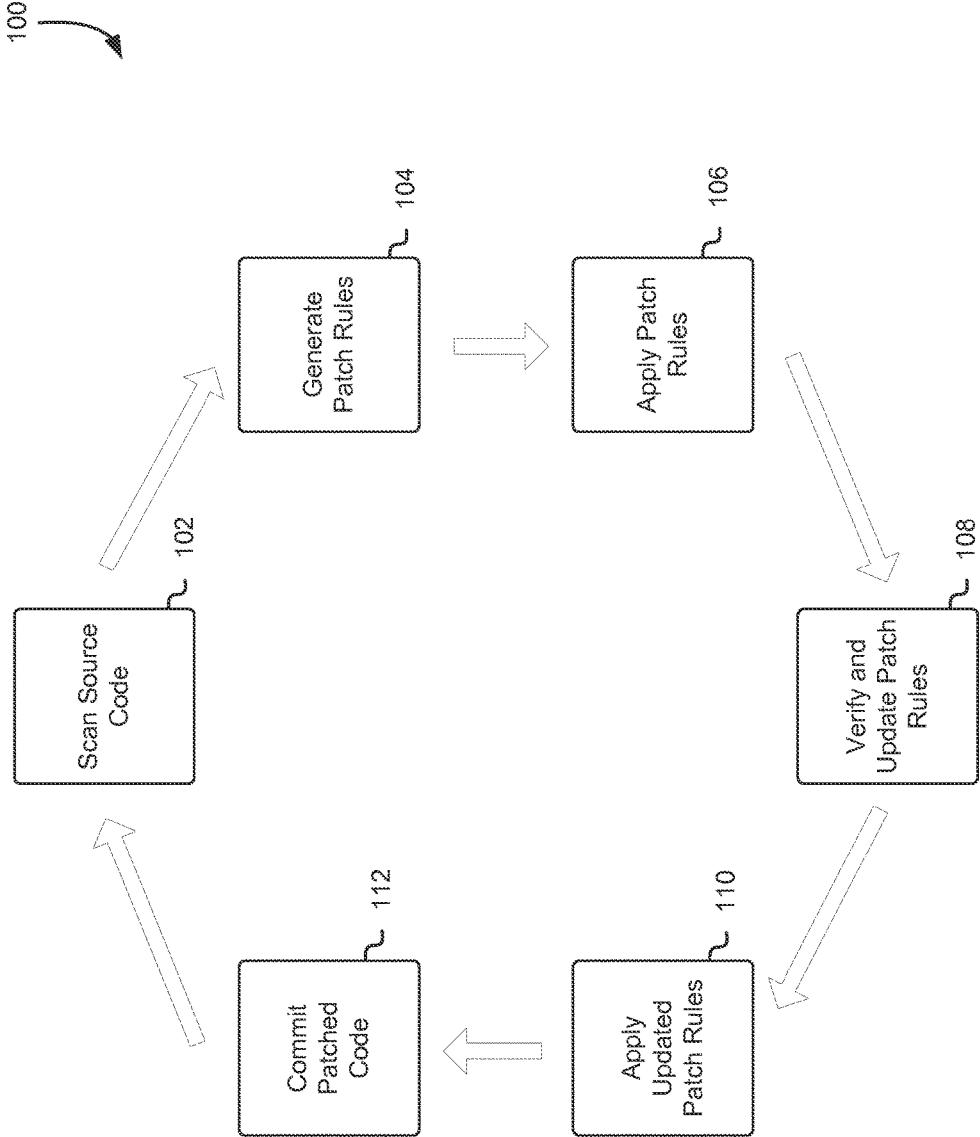 100
Scan Source
Code
102
Generate
Patch Rules
104
Apply Patch
Rules
106
Verify and
Update Patch
Rules
108
Apply
Updated
Patch Rules
110
Commit
Patched
Code
112